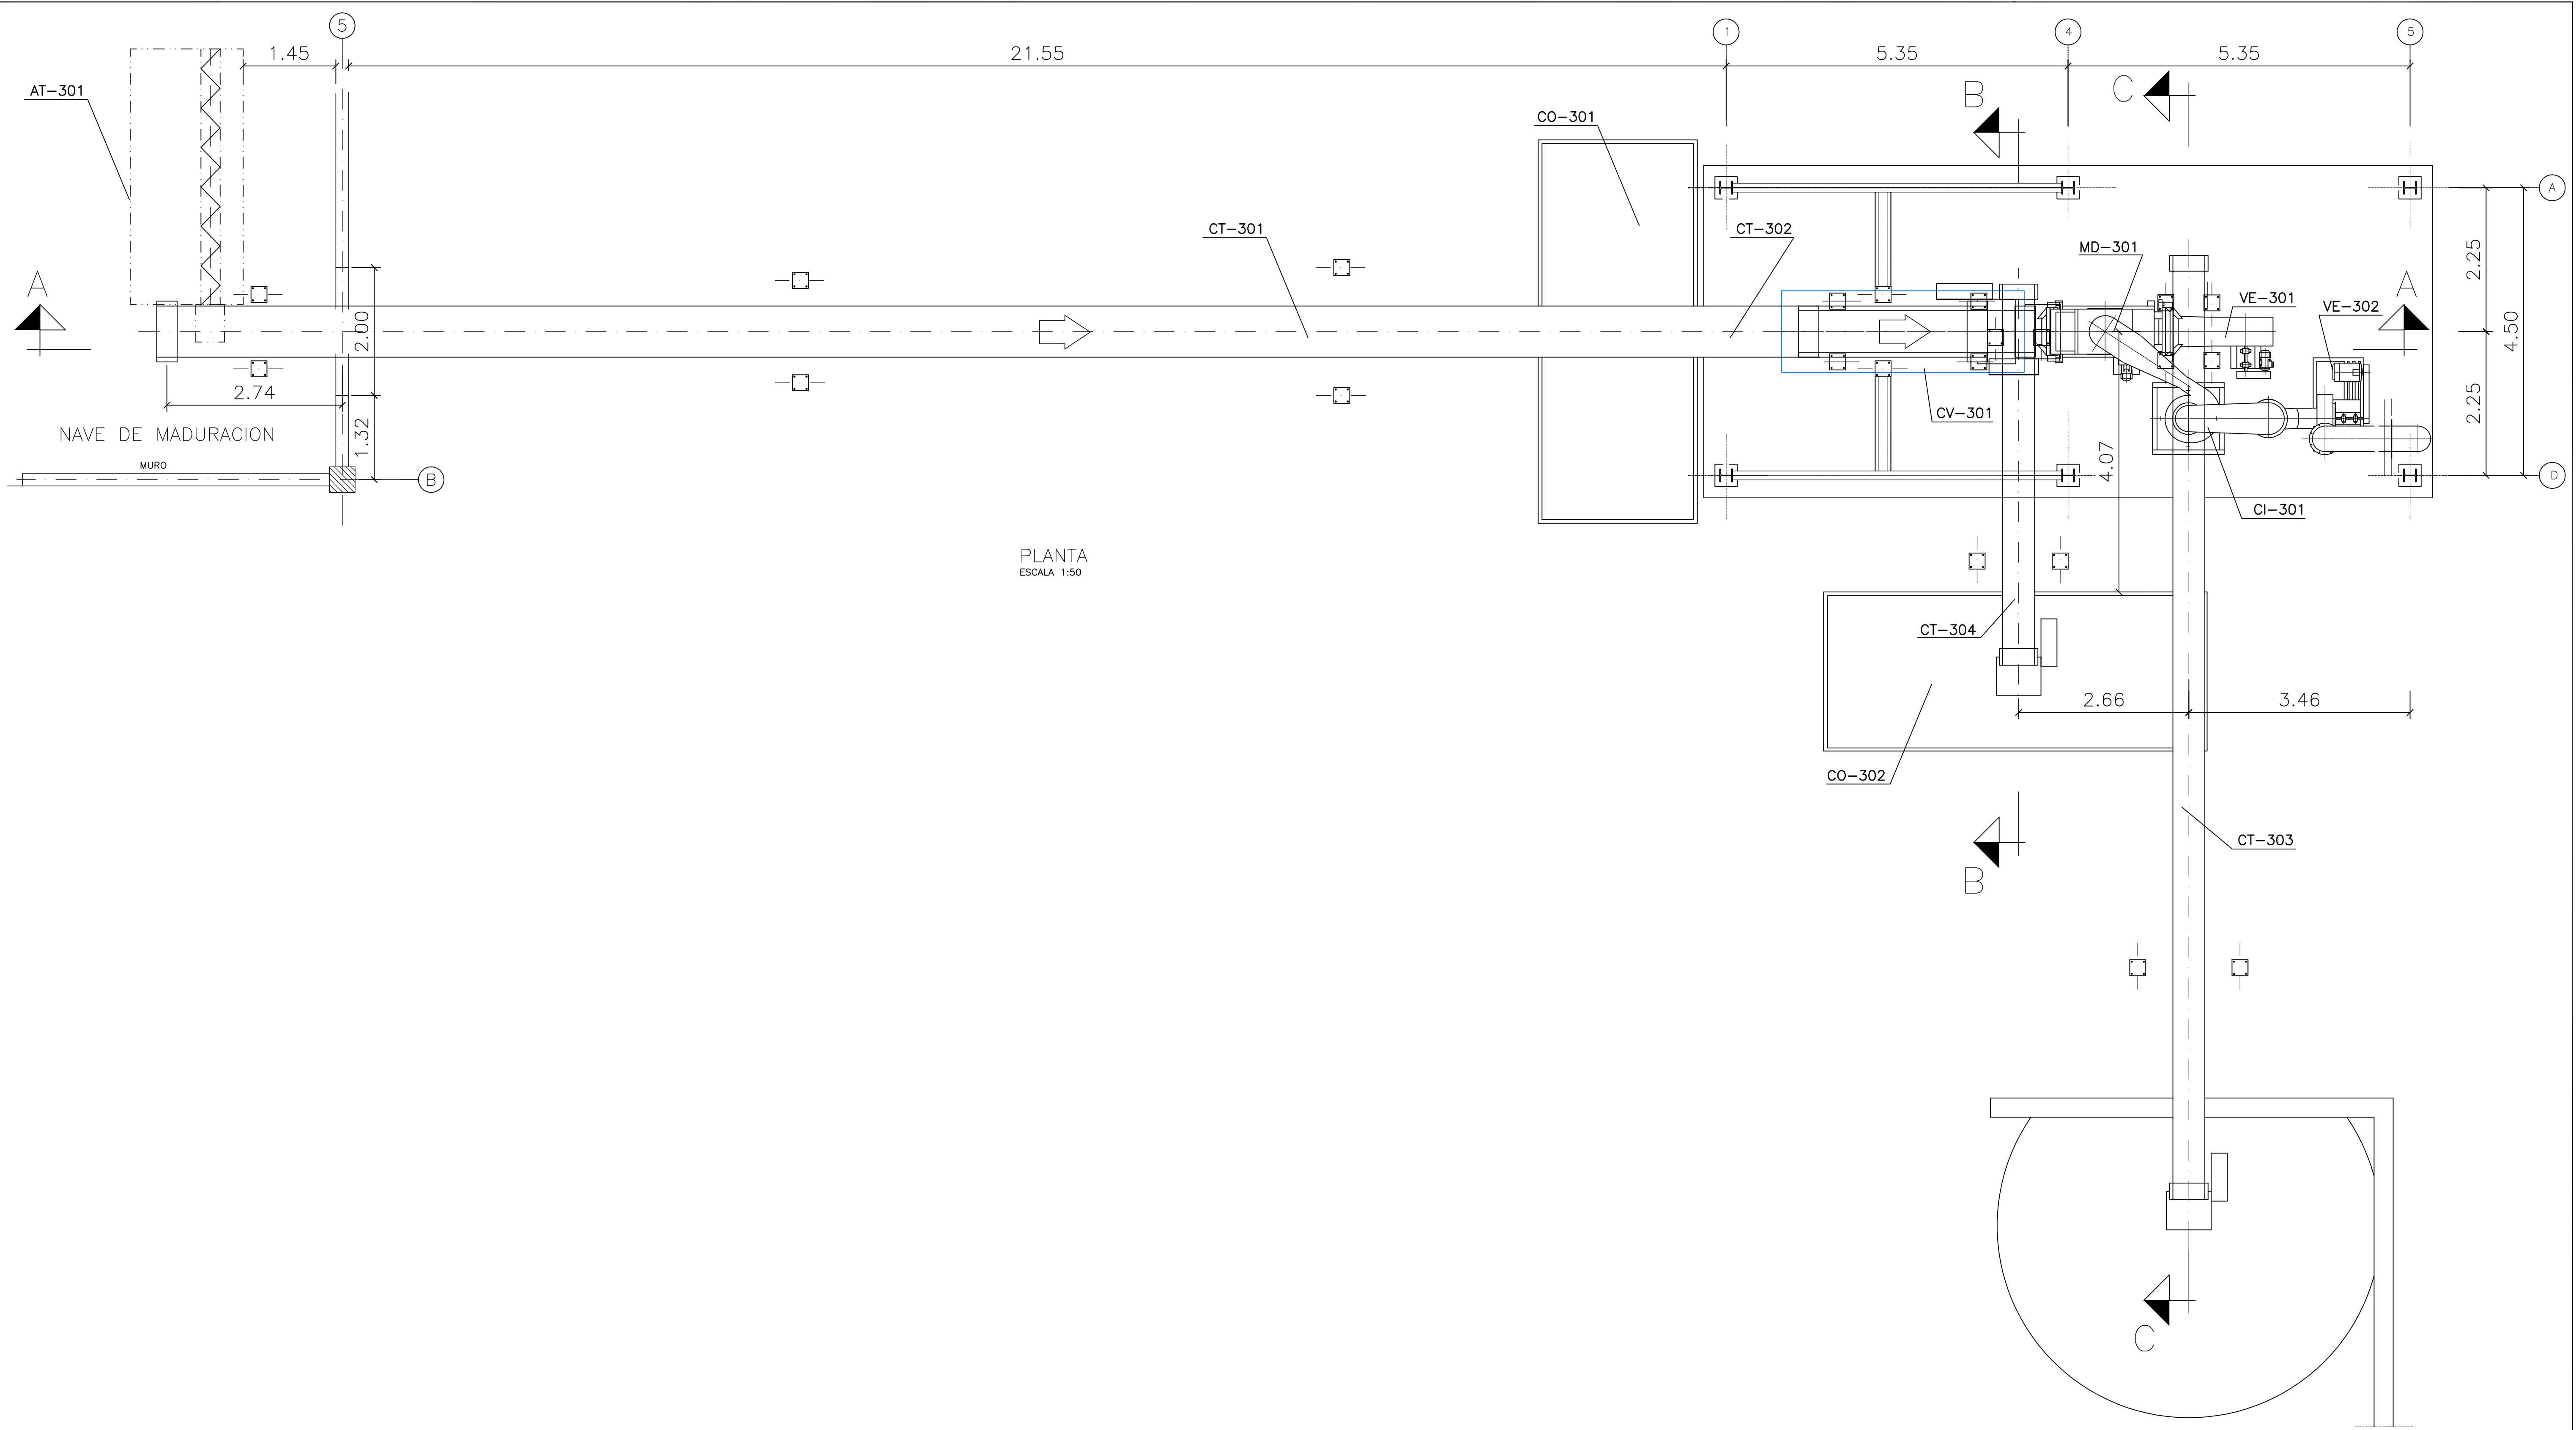 5
1
4
5
1.45
21.55
5.35
5.35
AT-301
B
C
CO-301
A
CT-301
CT-302
MD-301
2.25
VE-301
VE-302
A
A
2.00
4.50
2.74
CV-301
2.25
NAVE DE MADURACION
1.32
MURO
B
4.07
D
CI-301
PLANTA
ESCALA 1:50
CT-304
2.66
3.46
CO-302
CT-303
B
C